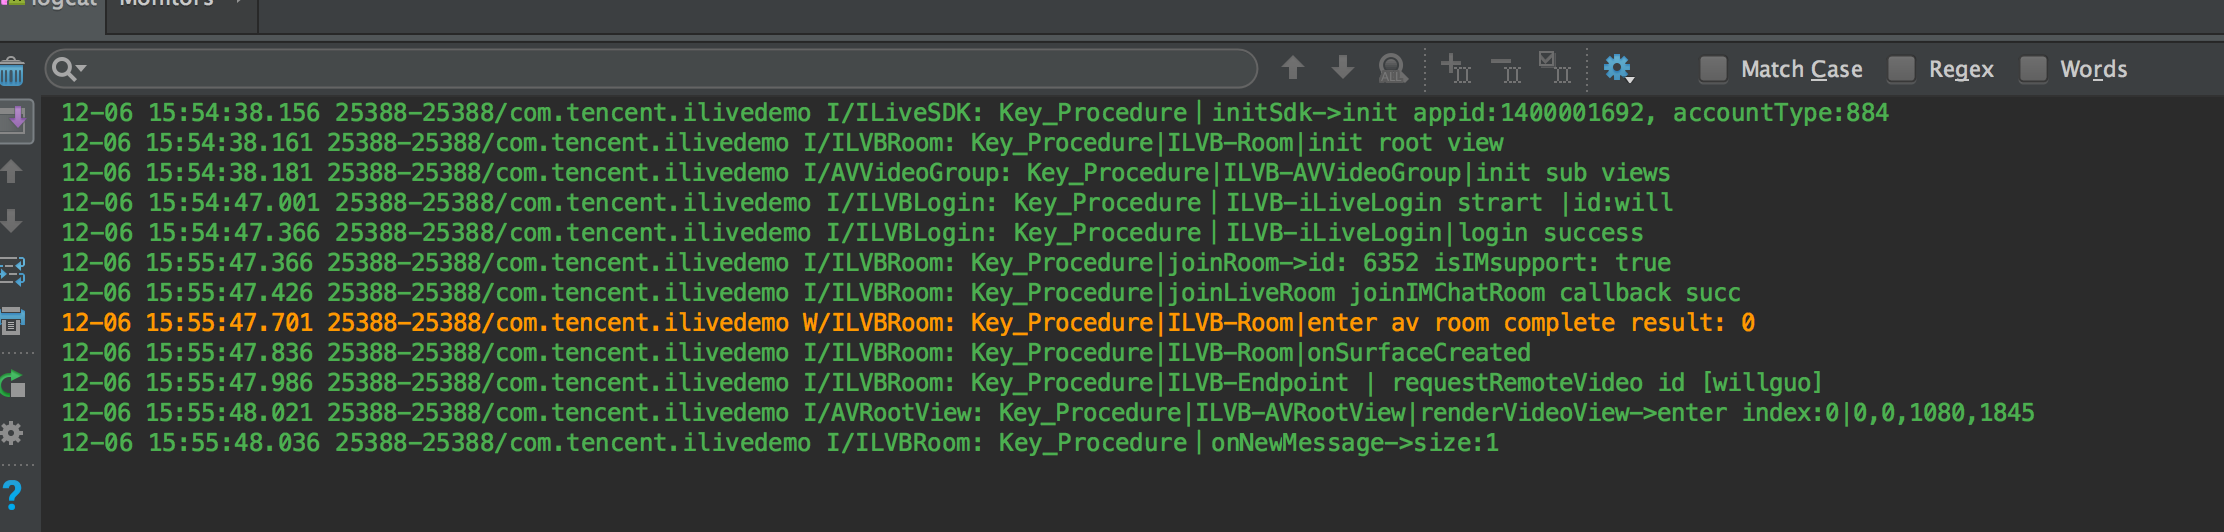 logcat Monitors
Match Case Regex Words
12-06 15:54:38.156 25388-25388/com.tencent.ilivedemo I/ILiveSDK: Key_Procedure|initSdk->init appid:1400001692, accountType:884
12-06 15:54:38.161 25388-25388/com.tencent.ilivedemo I/ILVBRoom: Key_Procedure|ILVB-Room|init root view
12-06 15:54:38.181 25388-25388/com.tencent.ilivedemo I/AVVideoGroup: Key_Procedure|ILVB-AVVideoGroup|init sub views
12-06 15:54:47.001 25388-25388/com.tencent.ilivedemo I/ILVBLogin: Key_Procedure|ILVB-iLiveLogin strart |id:will
12-06 15:54:47.366 25388-25388/com.tencent.ilivedemo I/ILVBLogin: Key_Procedure|ILVB-iLiveLogin|login success
12-06 15:55:47.366 25388-25388/com.tencent.ilivedemo I/ILVBRoom: Key_Procedure|joinRoom->id: 6352 isIMsupport: true
12-06 15:55:47.426 25388-25388/com.tencent.ilivedemo I/ILVBRoom: Key_Procedure|joinLiveRoom joinIMChatRoom callback succ
12-06 15:55:47.701 25388-25388/com.tencent.ilivedemo W/ILVBRoom: Key_Procedure|ILVB-Room|enter av room complete result: 0
12-06 15:55:47.836 25388-25388/com.tencent.ilivedemo I/ILVBRoom: Key_Procedure|ILVB-Room|onSurfaceCreated
12-06 15:55:47.986 25388-25388/com.tencent.ilivedemo I/ILVBRoom: Key_Procedure|ILVB-Endpoint | requestRemoteVideo id [willguo]
12-06 15:55:48.021 25388-25388/com.tencent.ilivedemo I/AVRootView: Key_Procedure|ILVB-AVRootView|renderVideoView->enter index:0|0,0,1080,1845
12-06 15:55:48.036 25388-25388/com.tencent.ilivedemo I/ILVBRoom: Key_Procedure|onNewMessage->size:1